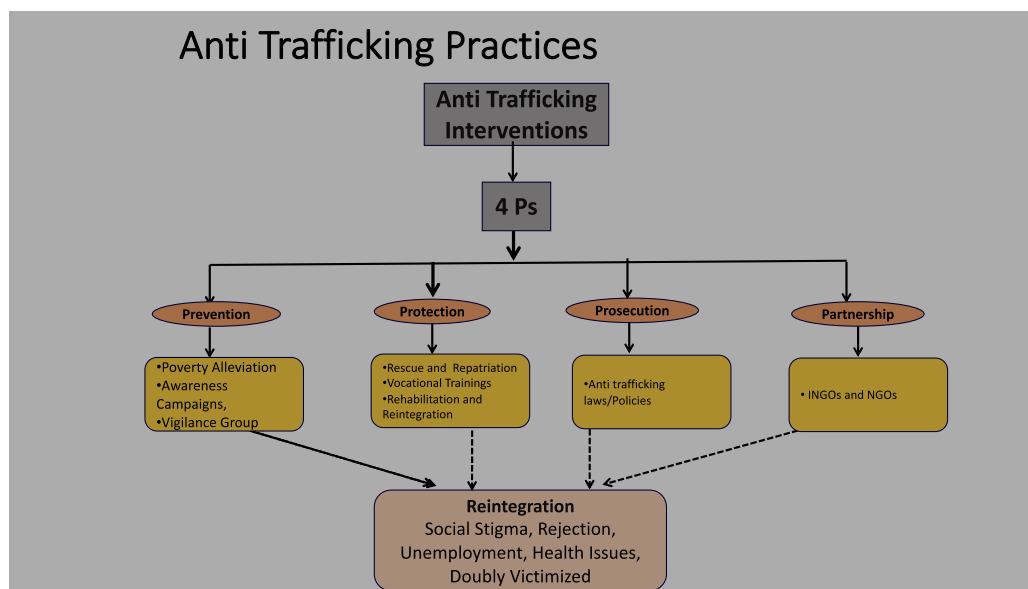 Anti Trafficking Practices
Anti Trafficking
Interventions
4 Ps
Prevention
Protection
Prosecution
Partnership
•Poverty Alleviation
•Awareness
Campaigns,
•Vigilance Group
•Rescue and Repatriation
•Vocational Trainings
•Rehabilitation and
Reintegration
•Anti trafficking
laws/Policies
• INGOs and NGOs
Reintegration
Social Stigma, Rejection,
Unemployment, Health Issues,
Doubly Victimized